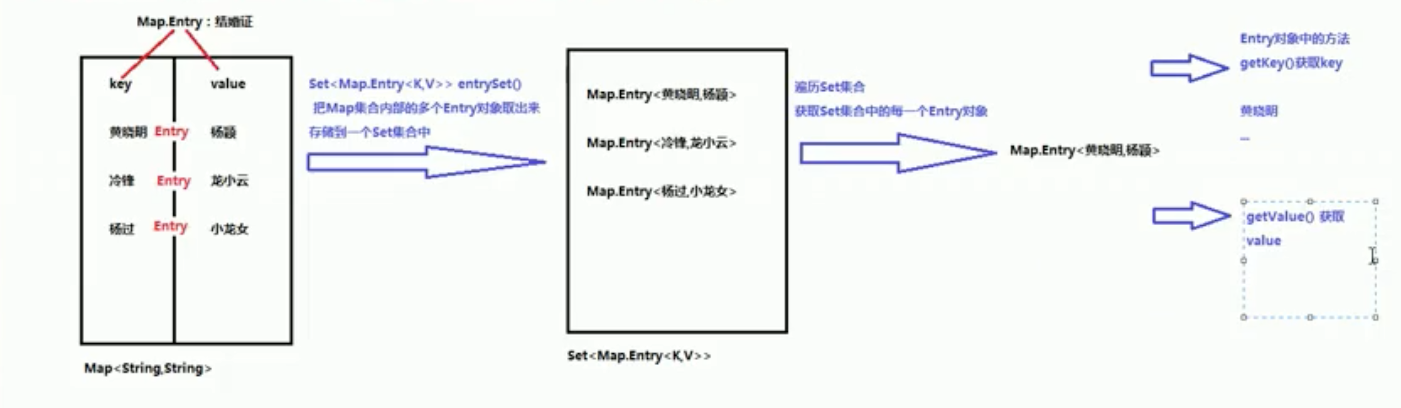 Map.Entry：结婚证
key value
黄晓明 Entry 杨颖
冷锋 Entry 龙小云
杨过 Entry 小龙女
Map<String,String>
Set<Map.Entry<K,V>> entrySet()
把Map集合内部的多个Entry对象取出来
存储到一个Set集合中
Map.Entry<黄晓明,杨颖>
Map.Entry<冷锋,龙小云>
Map.Entry<杨过,小龙女>
Set<Map.Entry<K,V>>
遍历Set集合
获取Set集合中的每一个Entry对象
Map.Entry<黄晓明,杨颖>
Entry对象中的方法
getKey()获取key
黄晓明
getValue() 获取
value